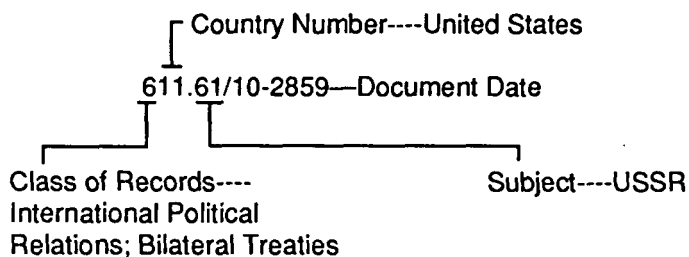 Country Number----United States
611.61/10-2859—Document Date
Class of Records----
International Political
Relations; Bilateral Treaties
Subject----USSR